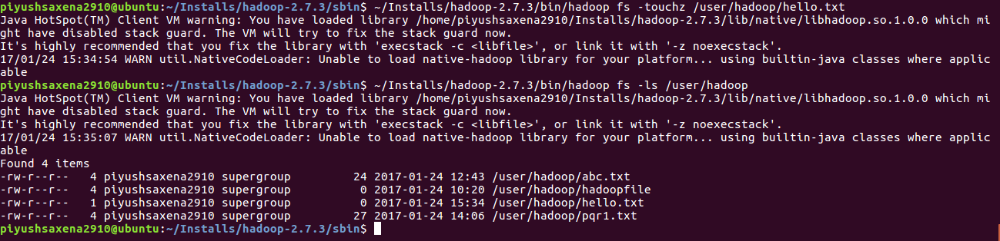 piyushsaxena2910@ubuntu:~/Installs/hadoop-2.7.3/sbin$ ~/Installs/hadoop-2.7.3/bin/hadoop fs -touchz /user/hadoop/hello.txt
Java HotSpot(TM) Client VM warning: You have loaded library /home/piyushsaxena2910/Installs/hadoop-2.7.3/lib/native/libhadoop.so.1.0.0 which mi
ght have disabled stack guard. The VM will try to fix the stack guard now.
It's highly recommended that you fix the library with 'execstack -c <libfile>', or link it with '-z noexecstack'.
17/01/24 15:34:54 WARN util.NativeCodeLoader: Unable to load native-hadoop library for your platform... using builtin-java classes where applic
able
piyushsaxena2910@ubuntu:~/Installs/hadoop-2.7.3/sbin$ ~/Installs/hadoop-2.7.3/bin/hadoop fs -ls /user/hadoop
Java HotSpot(TM) Client VM warning: You have loaded library /home/piyushsaxena2910/Installs/hadoop-2.7.3/lib/native/libhadoop.so.1.0.0 which mi
ght have disabled stack guard. The VM will try to fix the stack guard now.
It's highly recommended that you fix the library with 'execstack -c <libfile>', or link it with '-z noexecstack'.
17/01/24 15:35:07 WARN util.NativeCodeLoader: Unable to load native-hadoop library for your platform... using builtin-java classes where applic
able
Found 4 items
-rw-r--r--   4 piyushsaxena2910 supergroup         24 2017-01-24 12:43 /user/hadoop/abc.txt
-rw-r--r--   4 piyushsaxena2910 supergroup          0 2017-01-24 10:20 /user/hadoop/hadoopfile
-rw-r--r--   1 piyushsaxena2910 supergroup          0 2017-01-24 15:34 /user/hadoop/hello.txt
-rw-r--r--   4 piyushsaxena2910 supergroup         27 2017-01-24 14:06 /user/hadoop/pqr1.txt
piyushsaxena2910@ubuntu:~/Installs/hadoop-2.7.3/sbin$